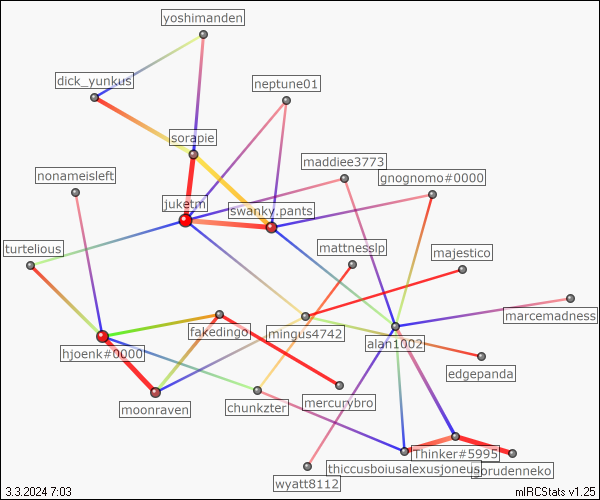 yoshimanden
dick_yunkus
neptune01
sorapie
maddiee3773
nonameisleft
gnognomo#0000
juketm
swanky.pants
turtelious
mattnesslp
majestico
marcemadness
fakedingo
mingus4742
alan1002
hjoenk#0000
edgepanda
moonraven
chunkzter
mercurybro
Thinker#5995
thiccusboiusalexusjoneus
gorudenneko
wyatt8112
3.3.2024 7:03
mIRCStats v1.25